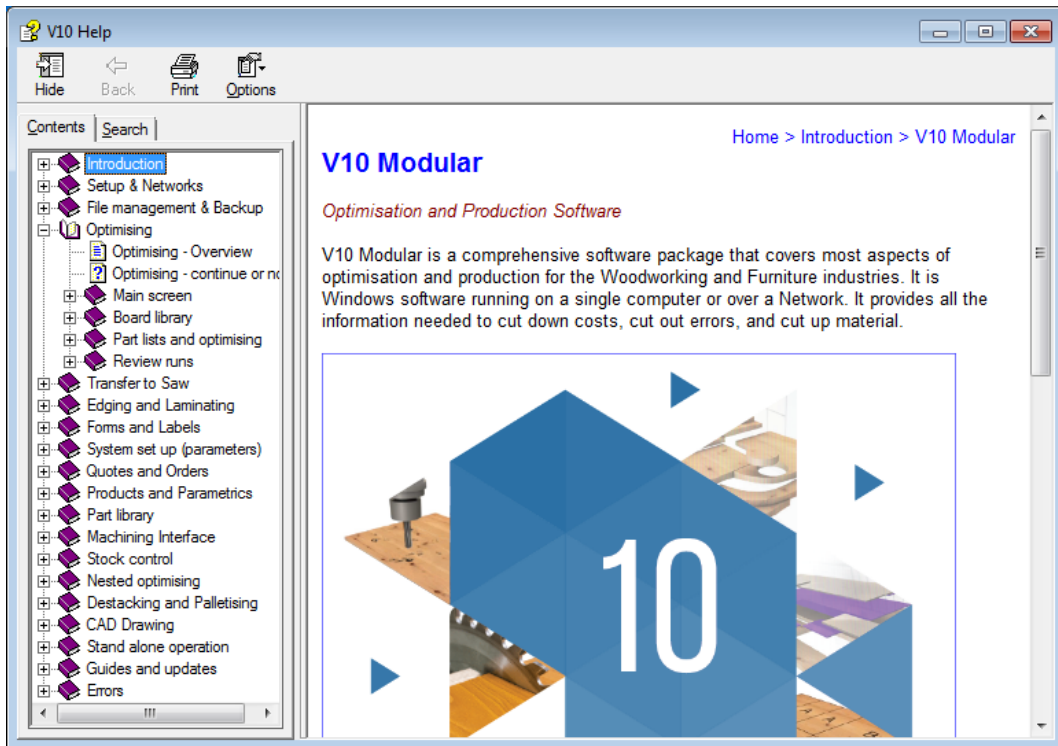 V10 Help
Hide
Back
Print
Options
Contents
Search
Introduction
Setup & Networks
File management & Backup
Optimising
Optimising - Overview
Optimising - continue or
Main screen
Board library
Part lists and optimising
Review runs
Transfer to Saw
Edging and Laminating
Forms and Labels
System set up (parameters)
Quotes and Orders
Products and Parametrics
Part library
Machining Interface
Stock control
Nested optimising
Destacking and Palletising
CAD Drawing
Stand alone operation
Guides and updates
Errors
Home > Introduction > V10 Modular
V10 Modular
Optimisation and Production Software
V10 Modular is a comprehensive software package that covers most aspects of
optimisation and production for the Woodworking and Furniture industries. It is
Windows software running on a single computer or over a Network. It provides all the
information needed to cut down costs, cut out errors, and cut up material.
10